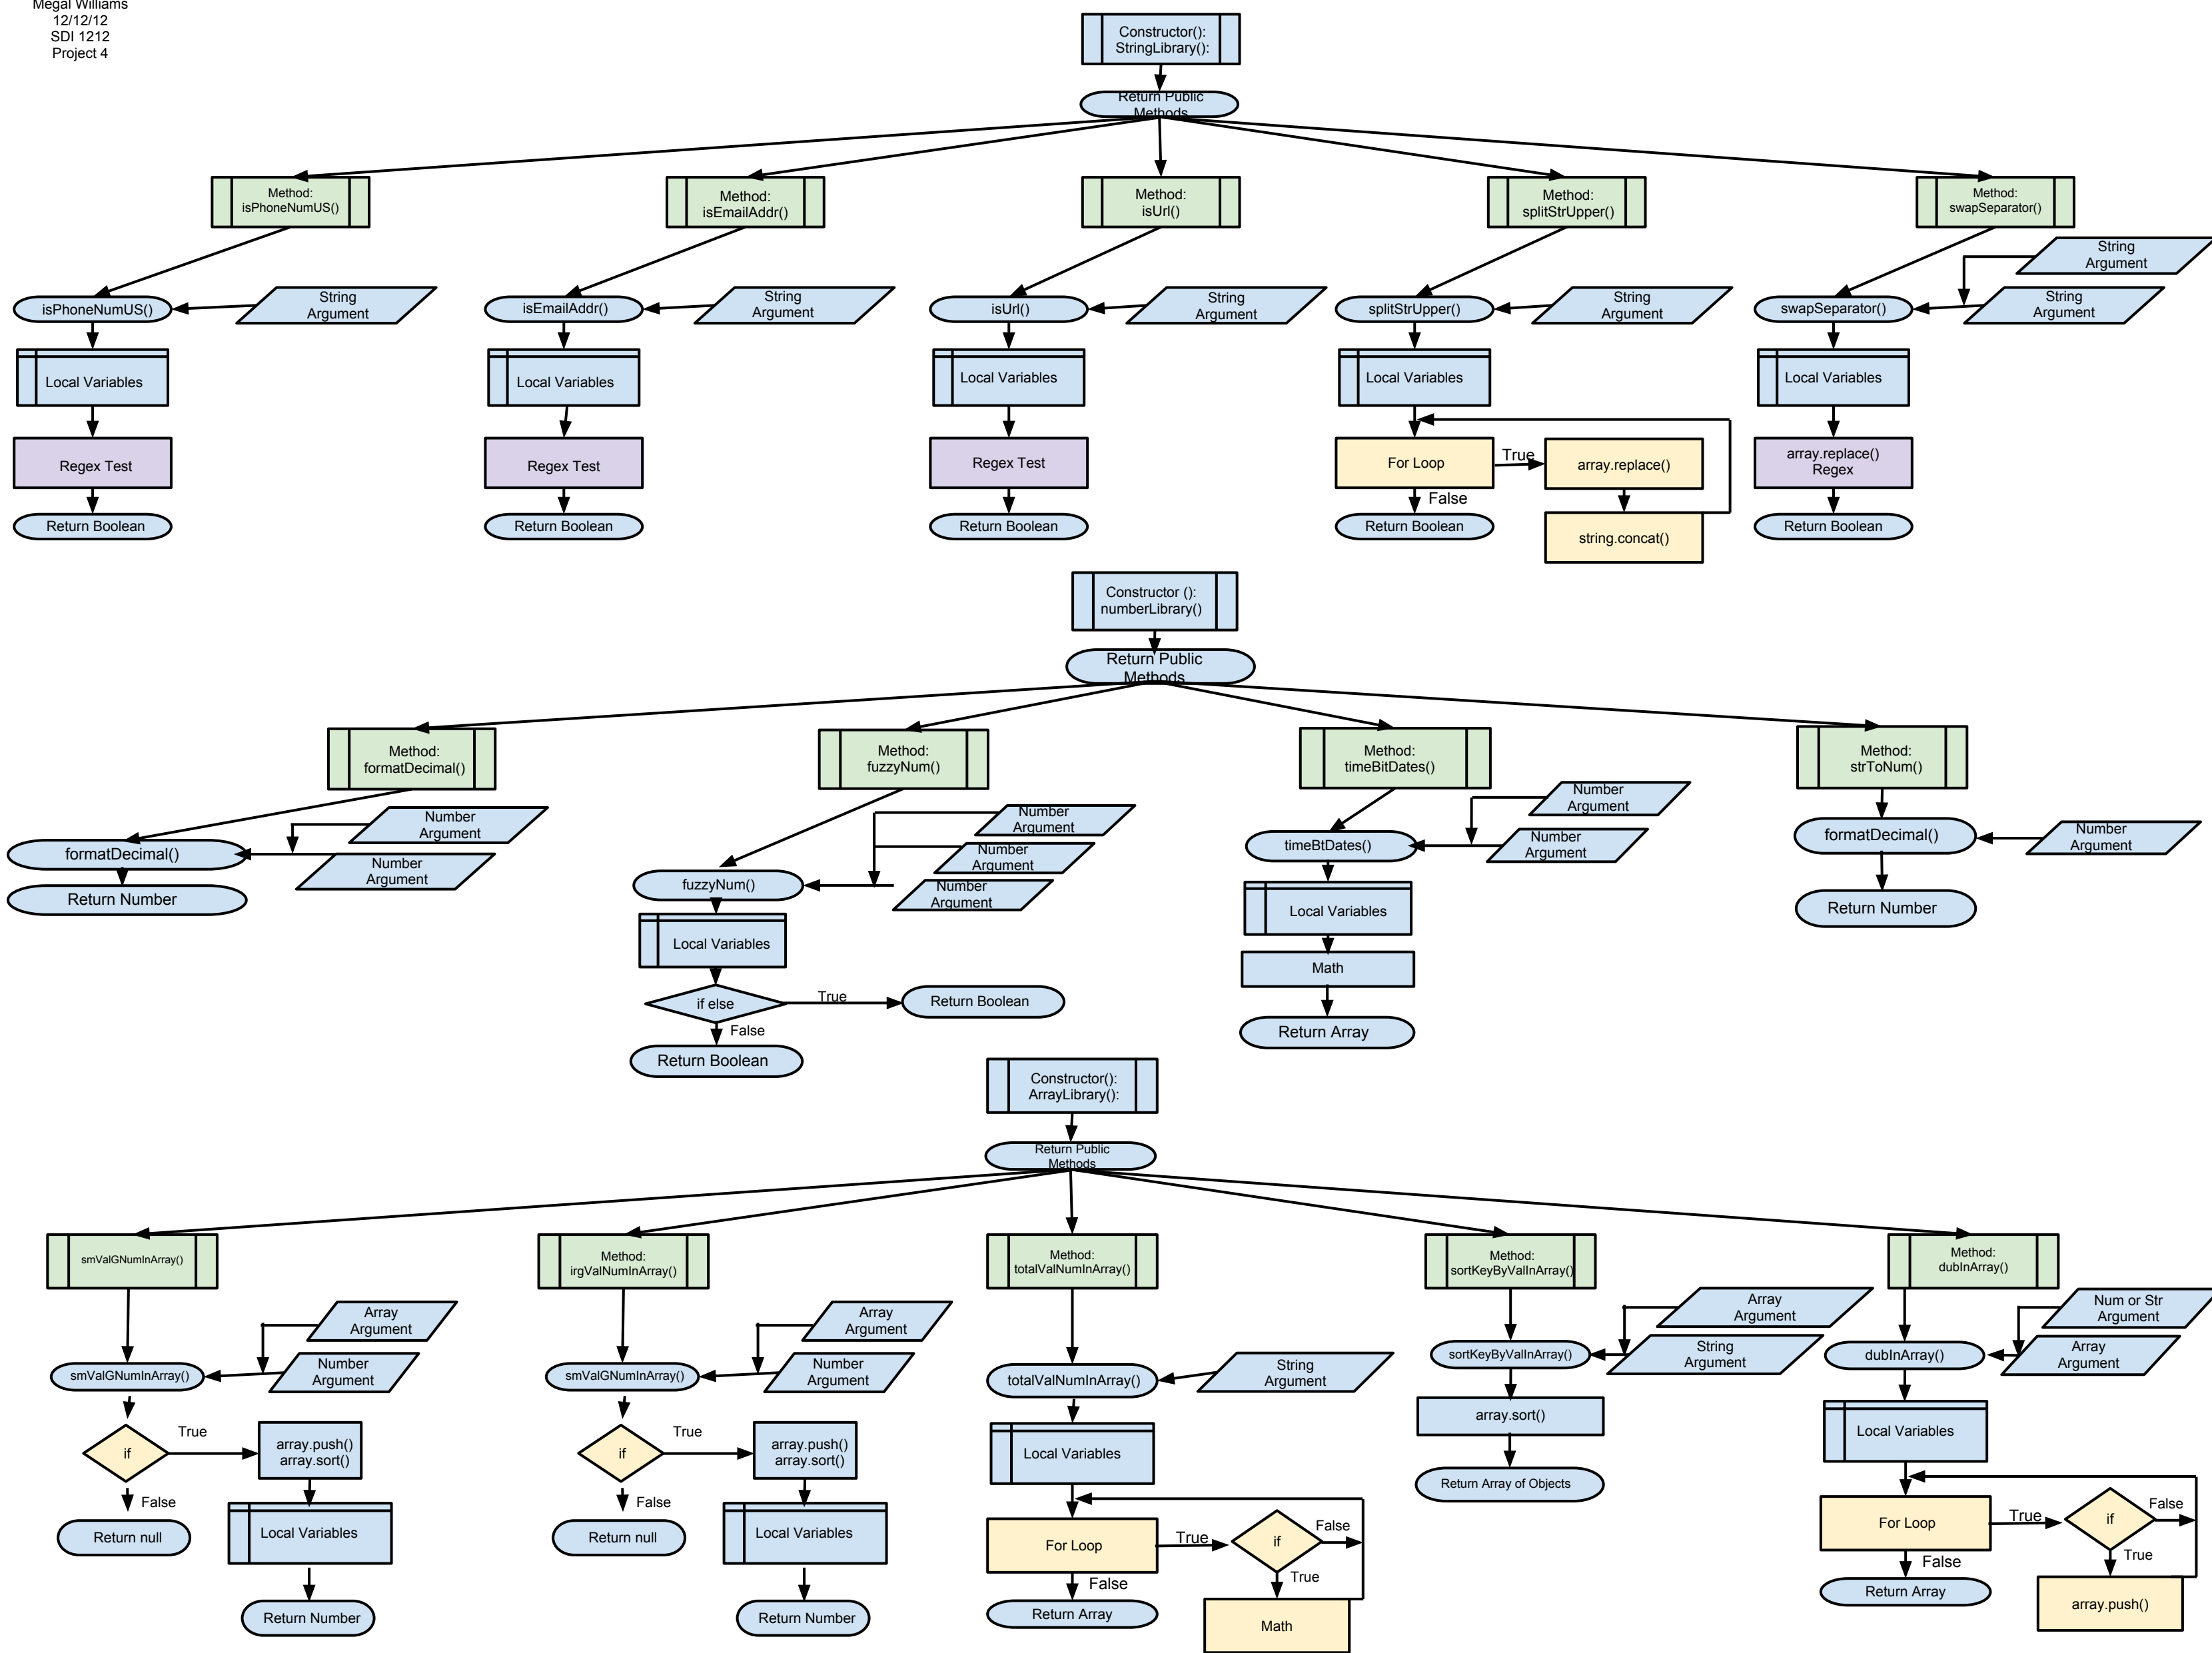 Megal Williams
12/12/12
SDI 1212
Project 4
Constructor():
StringLibrary():
Return Public
Methods
Method:
isPhoneNumUS()
Method:
isEmailAddr()
Method:
isUrl()
Method:
splitStrUpper()
Method:
swapSeparator()
String
Argument
isPhoneNumUS()
String
Argument
isEmailAddr()
String
Argument
isUrl()
String
Argument
splitStrUpper()
String
Argument
swapSeparator()
String
Argument
Local Variables
Local Variables
Local Variables
Local Variables
Local Variables
Regex Test
Regex Test
Regex Test
For Loop
True
array.replace()
array.replace()
Regex
False
Return Boolean
Return Boolean
Return Boolean
Return Boolean
string.concat()
Return Boolean
Constructor ():
numberLibrary()
Return Public
Methods
Method:
formatDecimal()
Method:
fuzzyNum()
Method:
timeBitDates()
Method:
strToNum()
Number
Argument
formatDecimal()
Number
Argument
Return Number
Number
Argument
Number
Argument
fuzzyNum()
Number
Argument
Local Variables
if else
True
Return Boolean
False
Return Boolean
Number
Argument
timeBtDates()
Number
Argument
Local Variables
Math
Return Array
formatDecimal()
Number
Argument
Return Number
Constructor():
ArrayLibrary():
Return Public
Methods
smValGNumInArray()
Method:
irgValNumInArray()
Method:
totalValNumInArray()
Method:
sortKeyByValInArray()
Method:
dubInArray()
Array
Argument
smValGNumInArray()
Number
Argument
if
True
array.push()
array.sort()
False
Return null
Local Variables
Return Number
Array
Argument
smValGNumInArray()
Number
Argument
if
True
array.push()
array.sort()
False
Return null
Local Variables
Return Number
totalValNumInArray()
String
Argument
Local Variables
For Loop
True
if
False
True
False
Return Array
Math
Array
Argument
sortKeyByValInArray()
String
Argument
array.sort()
Return Array of Objects
Num or Str
Argument
dubInArray()
Array
Argument
Local Variables
For Loop
True
if
False
True
False
Return Array
array.push()